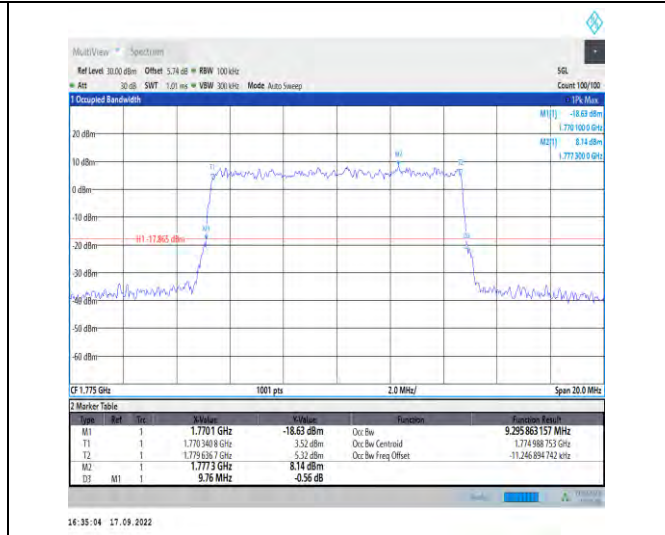 MultiView Spectrum
Ref Level 30.00 dBm Offset 5.74 dB RBW 100 kHz SGL
Att 30 dB SWT 1.01 ms VBW 300 kHz Mode Auto Sweep Count 100/100
1 Occupied Bandwidth 1Pk Max
M1[1] -18.63 dBm
1.770 100 0 GHz
M2[1] 8.14 dBm
1.777 300 0 GHz
20 dBm
M2
T1 T2
10 dBm
0 dBm
-10 dBm
M1
H1 -17.865 dBm
D3
-20 dBm
-30 dBm
-50 dBm
-60 dBm
CF 1.775 GHz 1001 pts 2.0 MHz/ Span 20.0 MHz
2 Marker Table
Type Ref Trc X-Value Y-Value Function Function Result
M1 1 1.7701 GHz -18.63 dBm Occ Bw 9.295 863 157 MHz
T1 1 1.770 340 8 GHz 3.52 dBm Occ Bw Centroid 1.774 988 753 GHz
T2 1 1.779 636 7 GHz 5.32 dBm Occ Bw Freq Offset -11.246 894 742 kHz
M2 1 1.7773 GHz 8.14 dBm
D3 M1 1 9.76 MHz -0.56 dB
Ready
16:35:04 17.09.2022